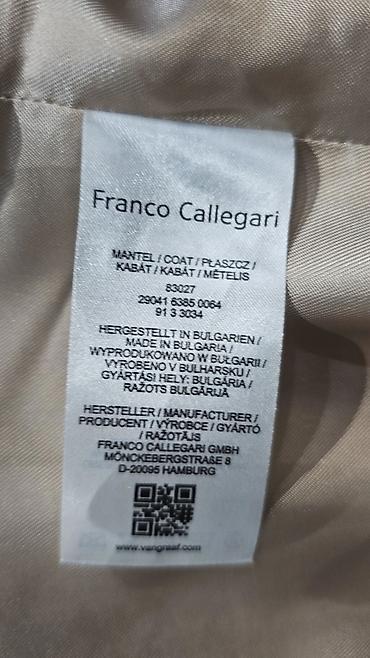 Franco Callegari
MANTEL / COAT / PŁASZCZ /
KABÁT / KABÁT / MĒTELIS
83027
29041 6385 0064
91 3 3034
HERGESTELLT IN BULGARIEN /
MADE IN BULGARIA /
WYPRODUKOWANO W BUŁGARII /
VYROBENO V BULHARSKU /
GYÁRTÁSI HELY: BULGÁRIA /
RAŽOTS BULGĀRIJĀ
HERSTELLER / MANUFACTURER /
PRODUCENT / VÝROBCE / GYÁRTÓ
/ RAŽOTĀJS
FRANCO CALLEGARI GMBH
MÖNCKEBERGSTRAßE 8
D-20095 HAMBURG
www.vangraaf.com